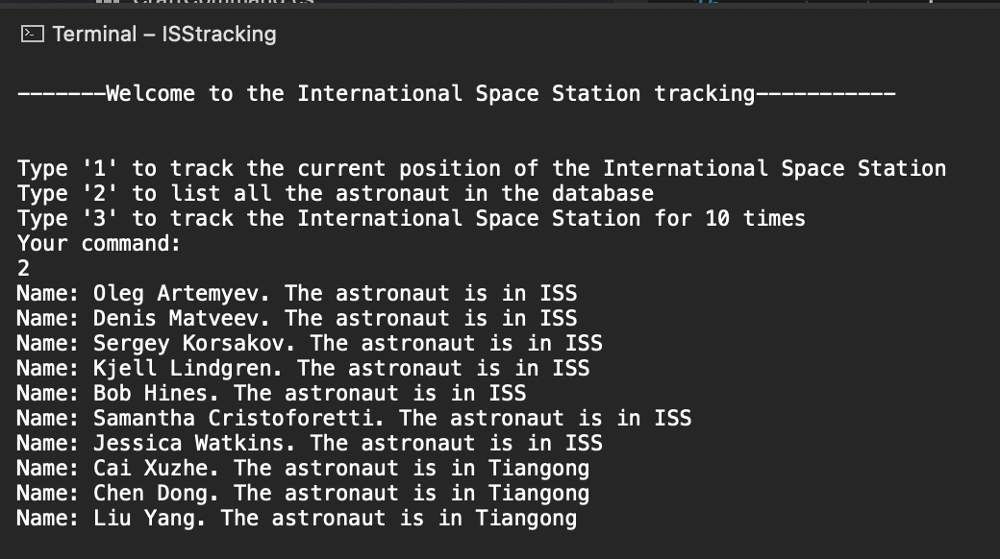 Terminal – ISStracking
-------Welcome to the International Space Station tracking-----------
Type '1' to track the current position of the International Space Station
Type '2' to list all the astronaut in the database
Type '3' to track the International Space Station for 10 times
Your command:
2
Name: Oleg Artemyev. The astronaut is in ISS
Name: Denis Matveev. The astronaut is in ISS
Name: Sergey Korsakov. The astronaut is in ISS
Name: Kjell Lindgren. The astronaut is in ISS
Name: Bob Hines. The astronaut is in ISS
Name: Samantha Cristoforetti. The astronaut is in ISS
Name: Jessica Watkins. The astronaut is in ISS
Name: Cai Xuzhe. The astronaut is in Tiangong
Name: Chen Dong. The astronaut is in Tiangong
Name: Liu Yang. The astronaut is in Tiangong